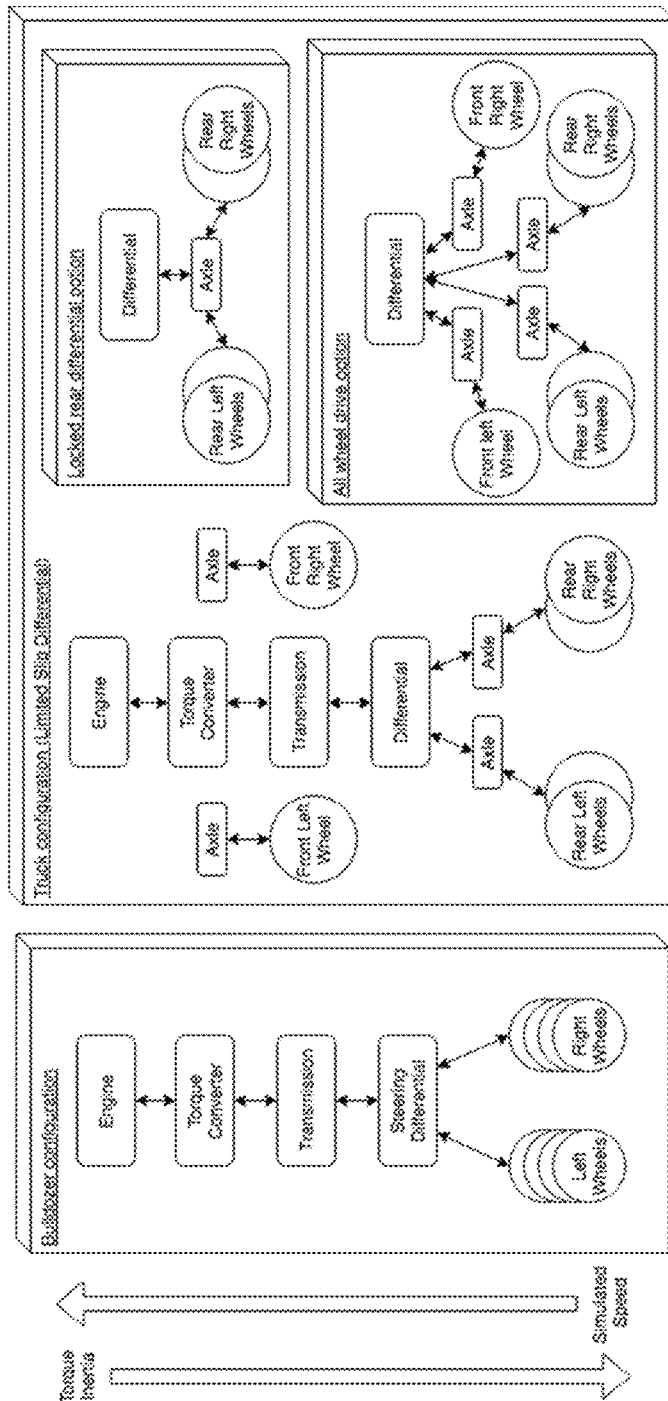 Torque
Inertia
Simulated
Speed
Bulldozer configuration
Engine
Torque
Converter
Transmission
Steering
Differential
Left
Wheels
Right
Wheels
Truck configuration (Limited Slip Differential)
Engine
Torque
Converter
Transmission
Differential
Axle
Front Left
Wheel
Axle
Front
Right
Wheel
Axle
Axle
Rear Left
Wheels
Rear
Right
Wheels
Locked rear differential option
Differential
Axle
Rear Left
Wheels
Rear
Right
Wheels
All wheel drive option
Differential
Axle
Axle
Front left
Wheel
Front
Right
Wheel
Axle
Axle
Rear Left
Wheels
Rear
Right
Wheels